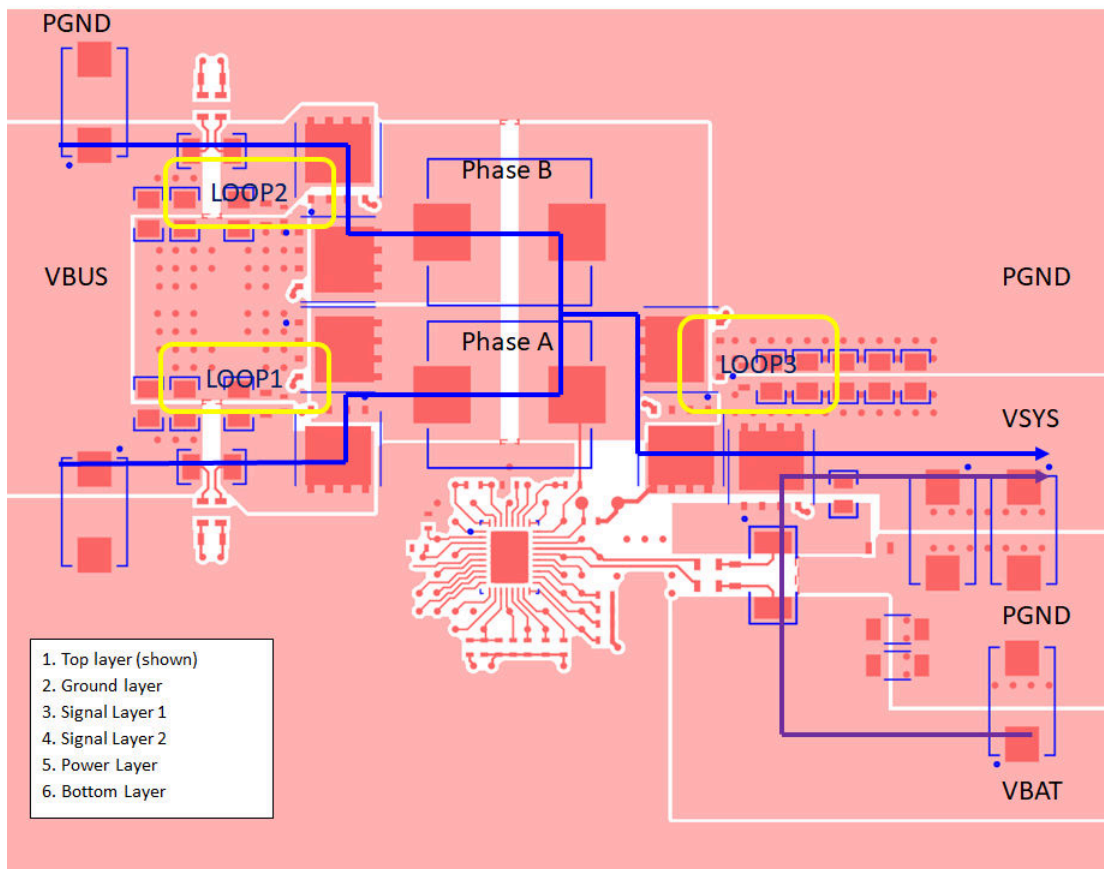 PGND
Phase B
LOOP2
VBUS
PGND
Phase A
LOOP1
LOOP3
VSYS
PGND
VBAT
1. Top layer (shown)
2. Ground layer
3. Signal Layer 1
4. Signal Layer 2
5. Power Layer
6. Bottom Layer